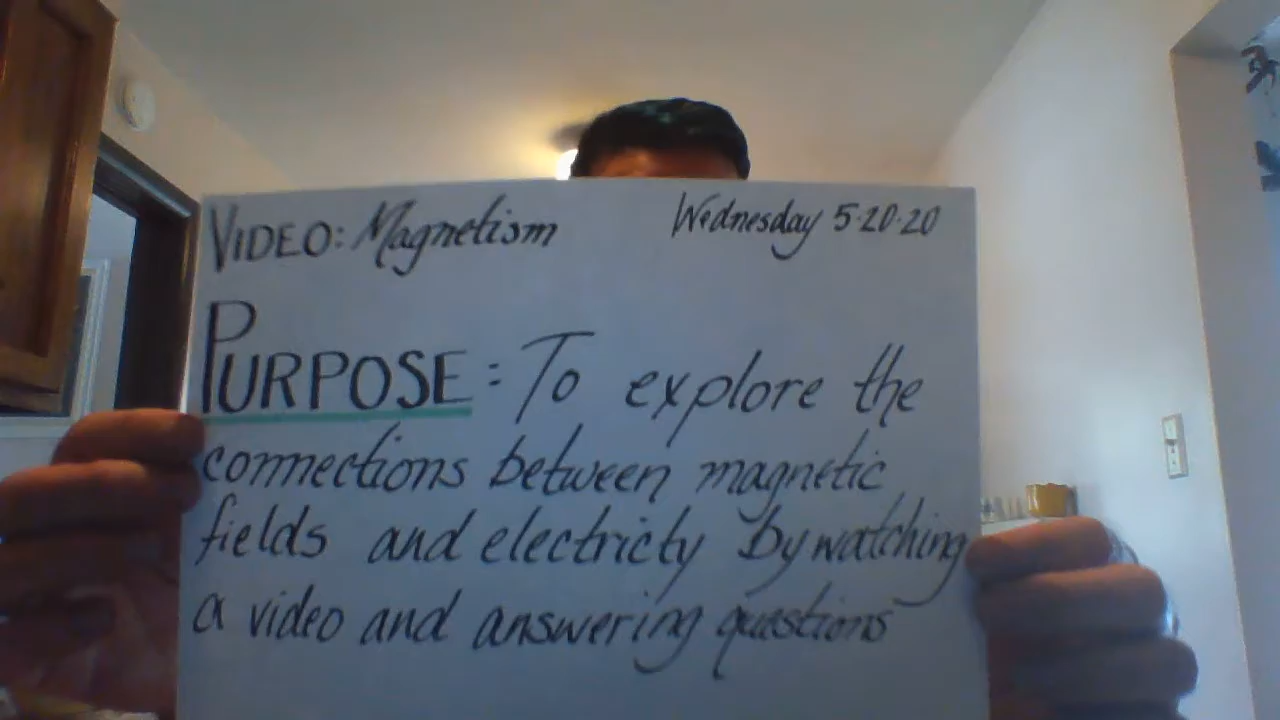 VIDEO: Magnetism Wednesday 5.20.20
PURPOSE: To explore the
connections between magnetic
fields and electricty by watching
a video and answering questions